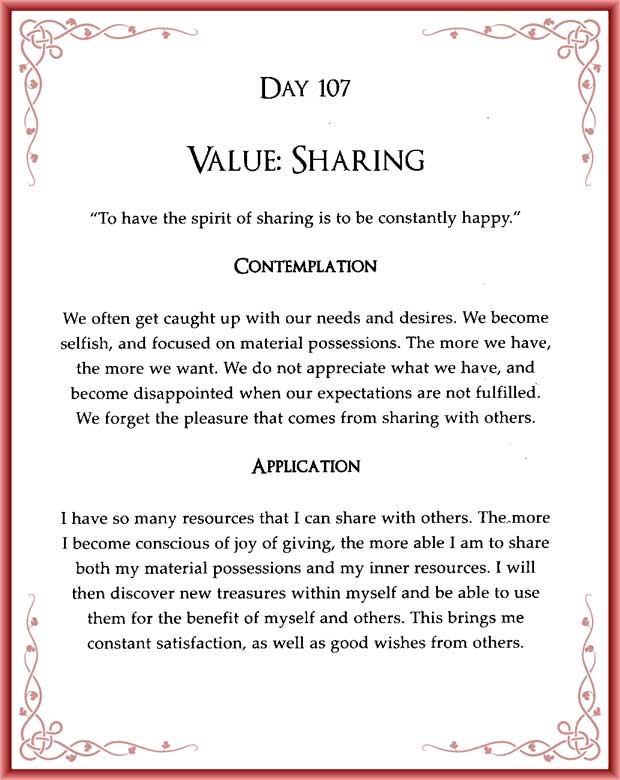 DAY 107
VALUE: SHARING
“To have the spirit of sharing is to be constantly happy.”
CONTEMPLATION
We often get caught up with our needs and desires. We become
selfish, and focused on material possessions. The more we have,
the more we want. We do not appreciate what we have, and
become disappointed when our expectations are not fulfilled.
We forget the pleasure that comes from sharing with others.
APPLICATION
I have so many resources that I can share with others. The more
I become conscious of joy of giving, the more able I am to share
both my material possessions and my inner resources. I will
then discover new treasures within myself and be able to use
them for the benefit of myself and others. This brings me
constant satisfaction, as well as good wishes from others.